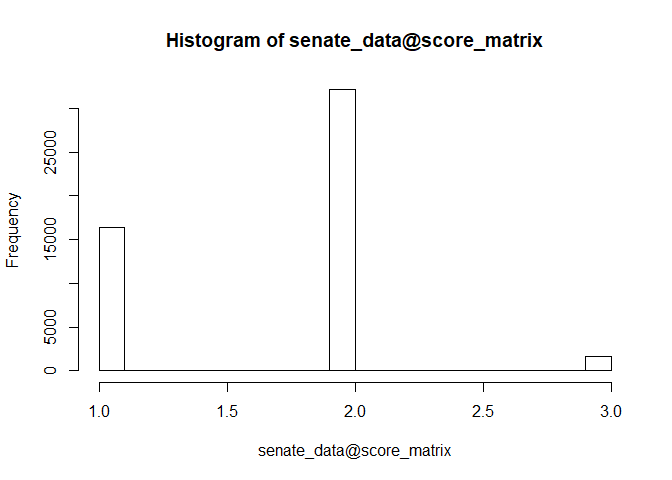 Histogram of senate_data@score_matrix
Frequency
25000
15000
5000
0
1.0 1.5 2.0 2.5 3.0
senate_data@score_matrix